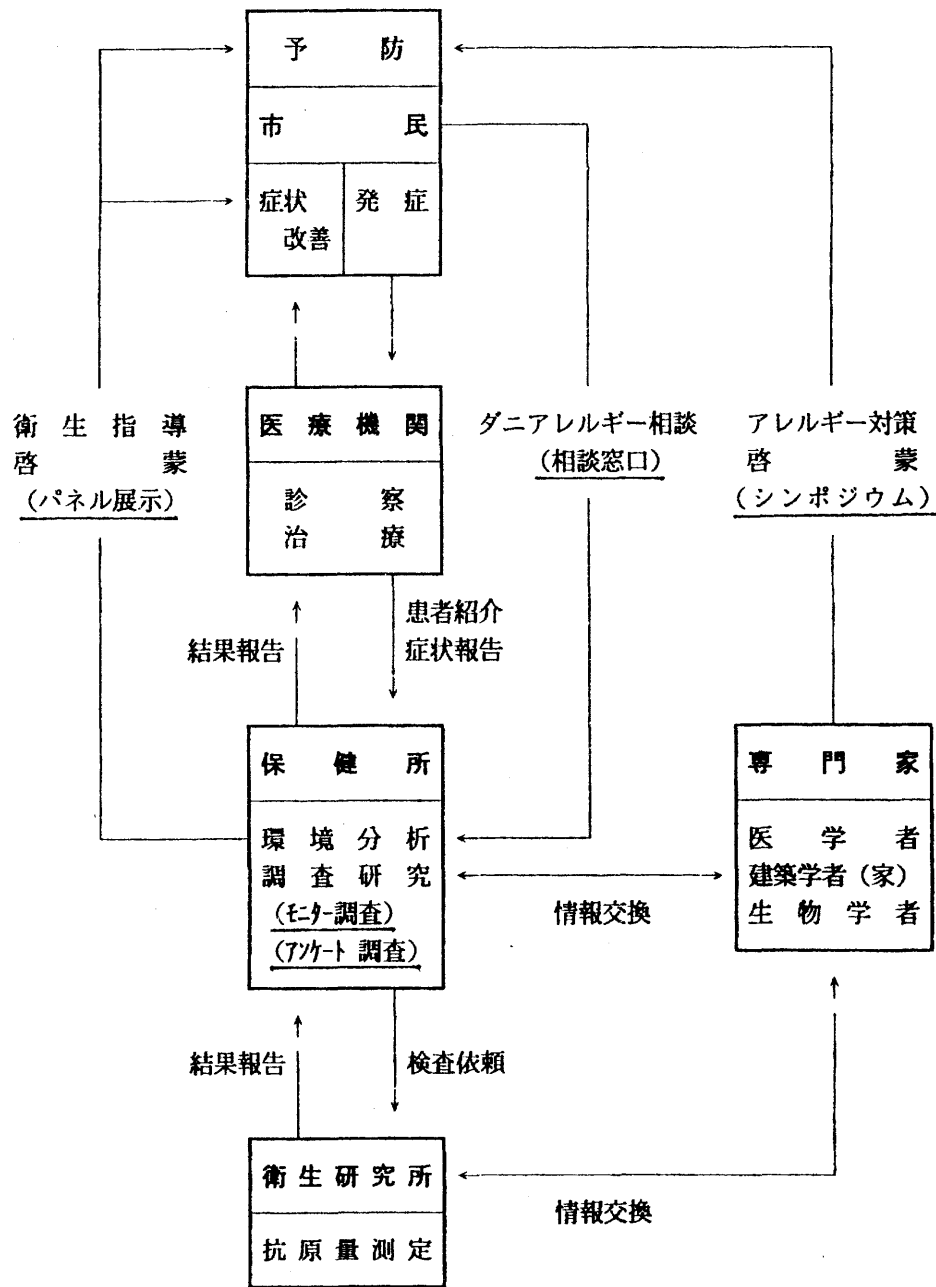 予防
市民
症状
改善
発症
衛生指導
啓蒙
(パネル展示)
医療機関
診察
治療
ダニアレルギー相談
(相談窓口)
アレルギー対策
啓蒙
(シンポジウム)
結果報告
患者紹介
症状報告
保健所
環境分析
調査研究
(モニター調査)
(アンケート調査)
情報交換
専門家
医学者
建築学者(家)
生物学者
結果報告
検査依頼
衛生研究所
抗原量測定
情報交換